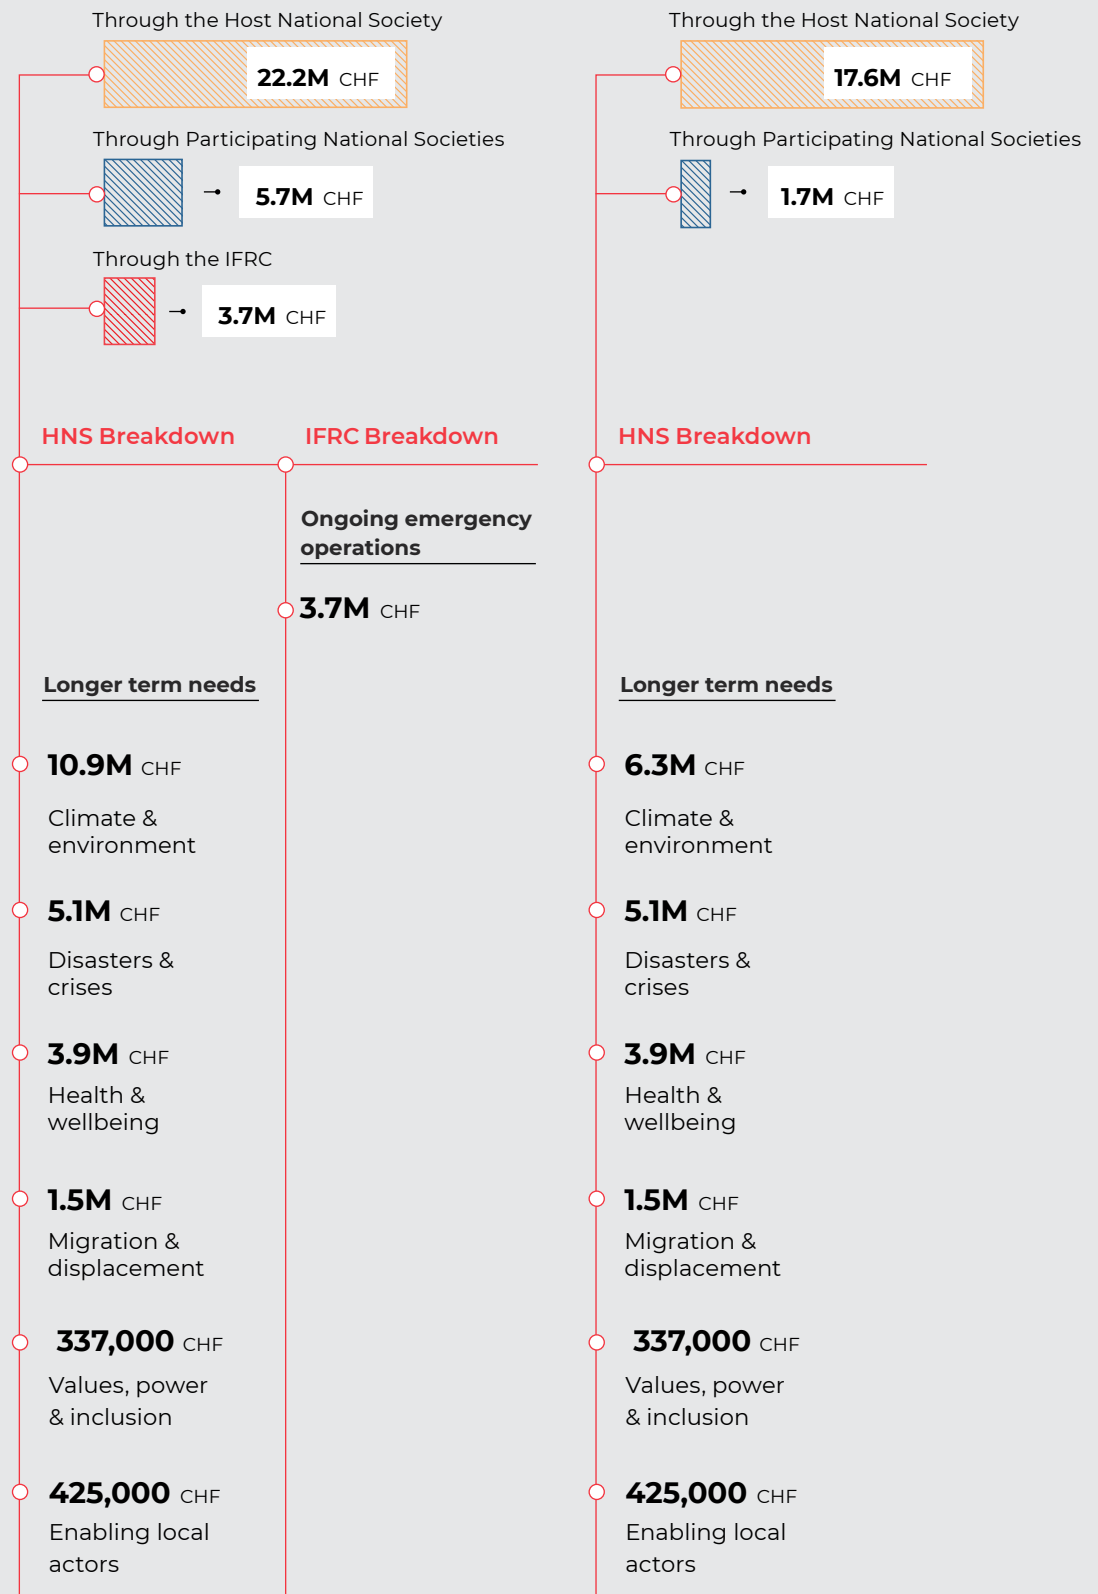 Through the Host National Society
22.2M CHF
Through Participating National Societies
5.7M CHF
Through the IFRC
3.7M CHF
HNS Breakdown
IFRC Breakdown
Ongoing emergency
operations
3.7M CHF
Longer term needs
10.9M CHF
Climate &
environment
5.1M CHF
Disasters &
crises
3.9M CHF
Health &
wellbeing
1.5M CHF
Migration &
displacement
337,000 CHF
Values, power
& inclusion
425,000 CHF
Enabling local
actors
Through the Host National Society
17.6M CHF
Through Participating National Societies
1.7M CHF
HNS Breakdown
Longer term needs
6.3M CHF
Climate &
environment
5.1M CHF
Disasters &
crises
3.9M CHF
Health &
wellbeing
1.5M CHF
Migration &
displacement
337,000 CHF
Values, power
& inclusion
425,000 CHF
Enabling local
actors